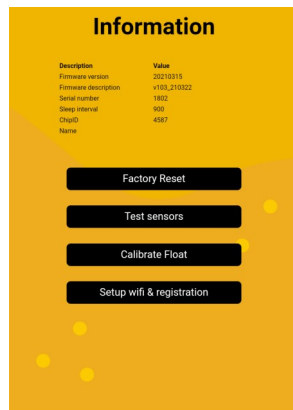 Information
Description Value
Firmware version 20210315
Firmware description v103_210322
Serial number 1802
Sleep interval 900
ChipID 4587
Name
Factory Reset
Test sensors
Calibrate Float
Setup wifi & registration